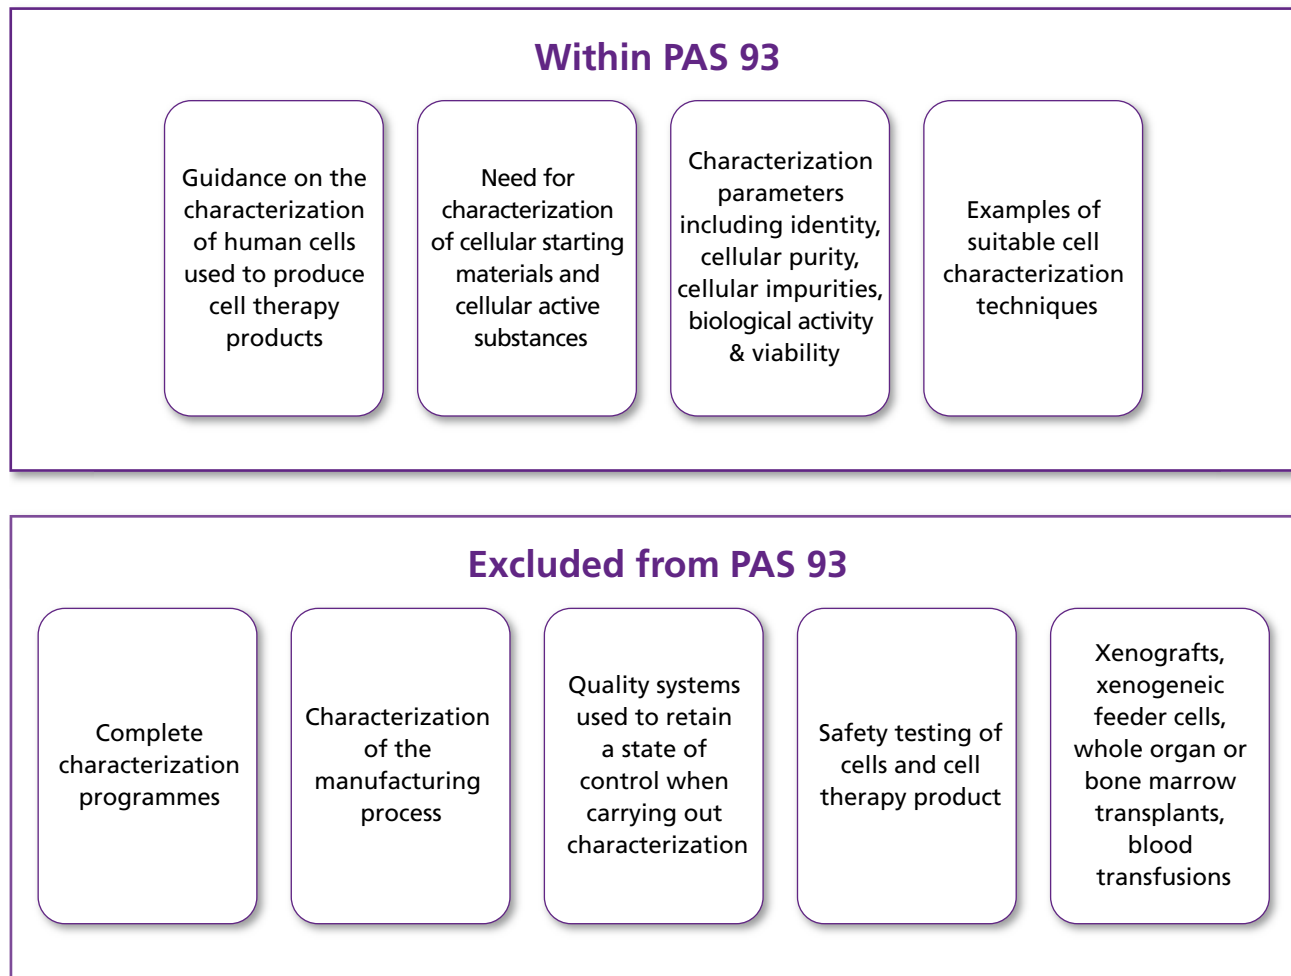 Within PAS 93
Guidance on the
characterization
of human cells
used to produce
cell therapy
products
Need for
characterization
of cellular starting
materials and
cellular active
substances
Characterization
parameters
including identity,
cellular purity,
cellular impurities,
biological activity
& viability
Examples of
suitable cell
characterization
techniques
Excluded from PAS 93
Complete
characterization
programmes
Characterization
of the
manufacturing
process
Quality systems
used to retain
a state of
control when
carrying out
characterization
Safety testing of
cells and cell
therapy product
Xenografts,
xenogeneic
feeder cells,
whole organ or
bone marrow
transplants,
blood
transfusions